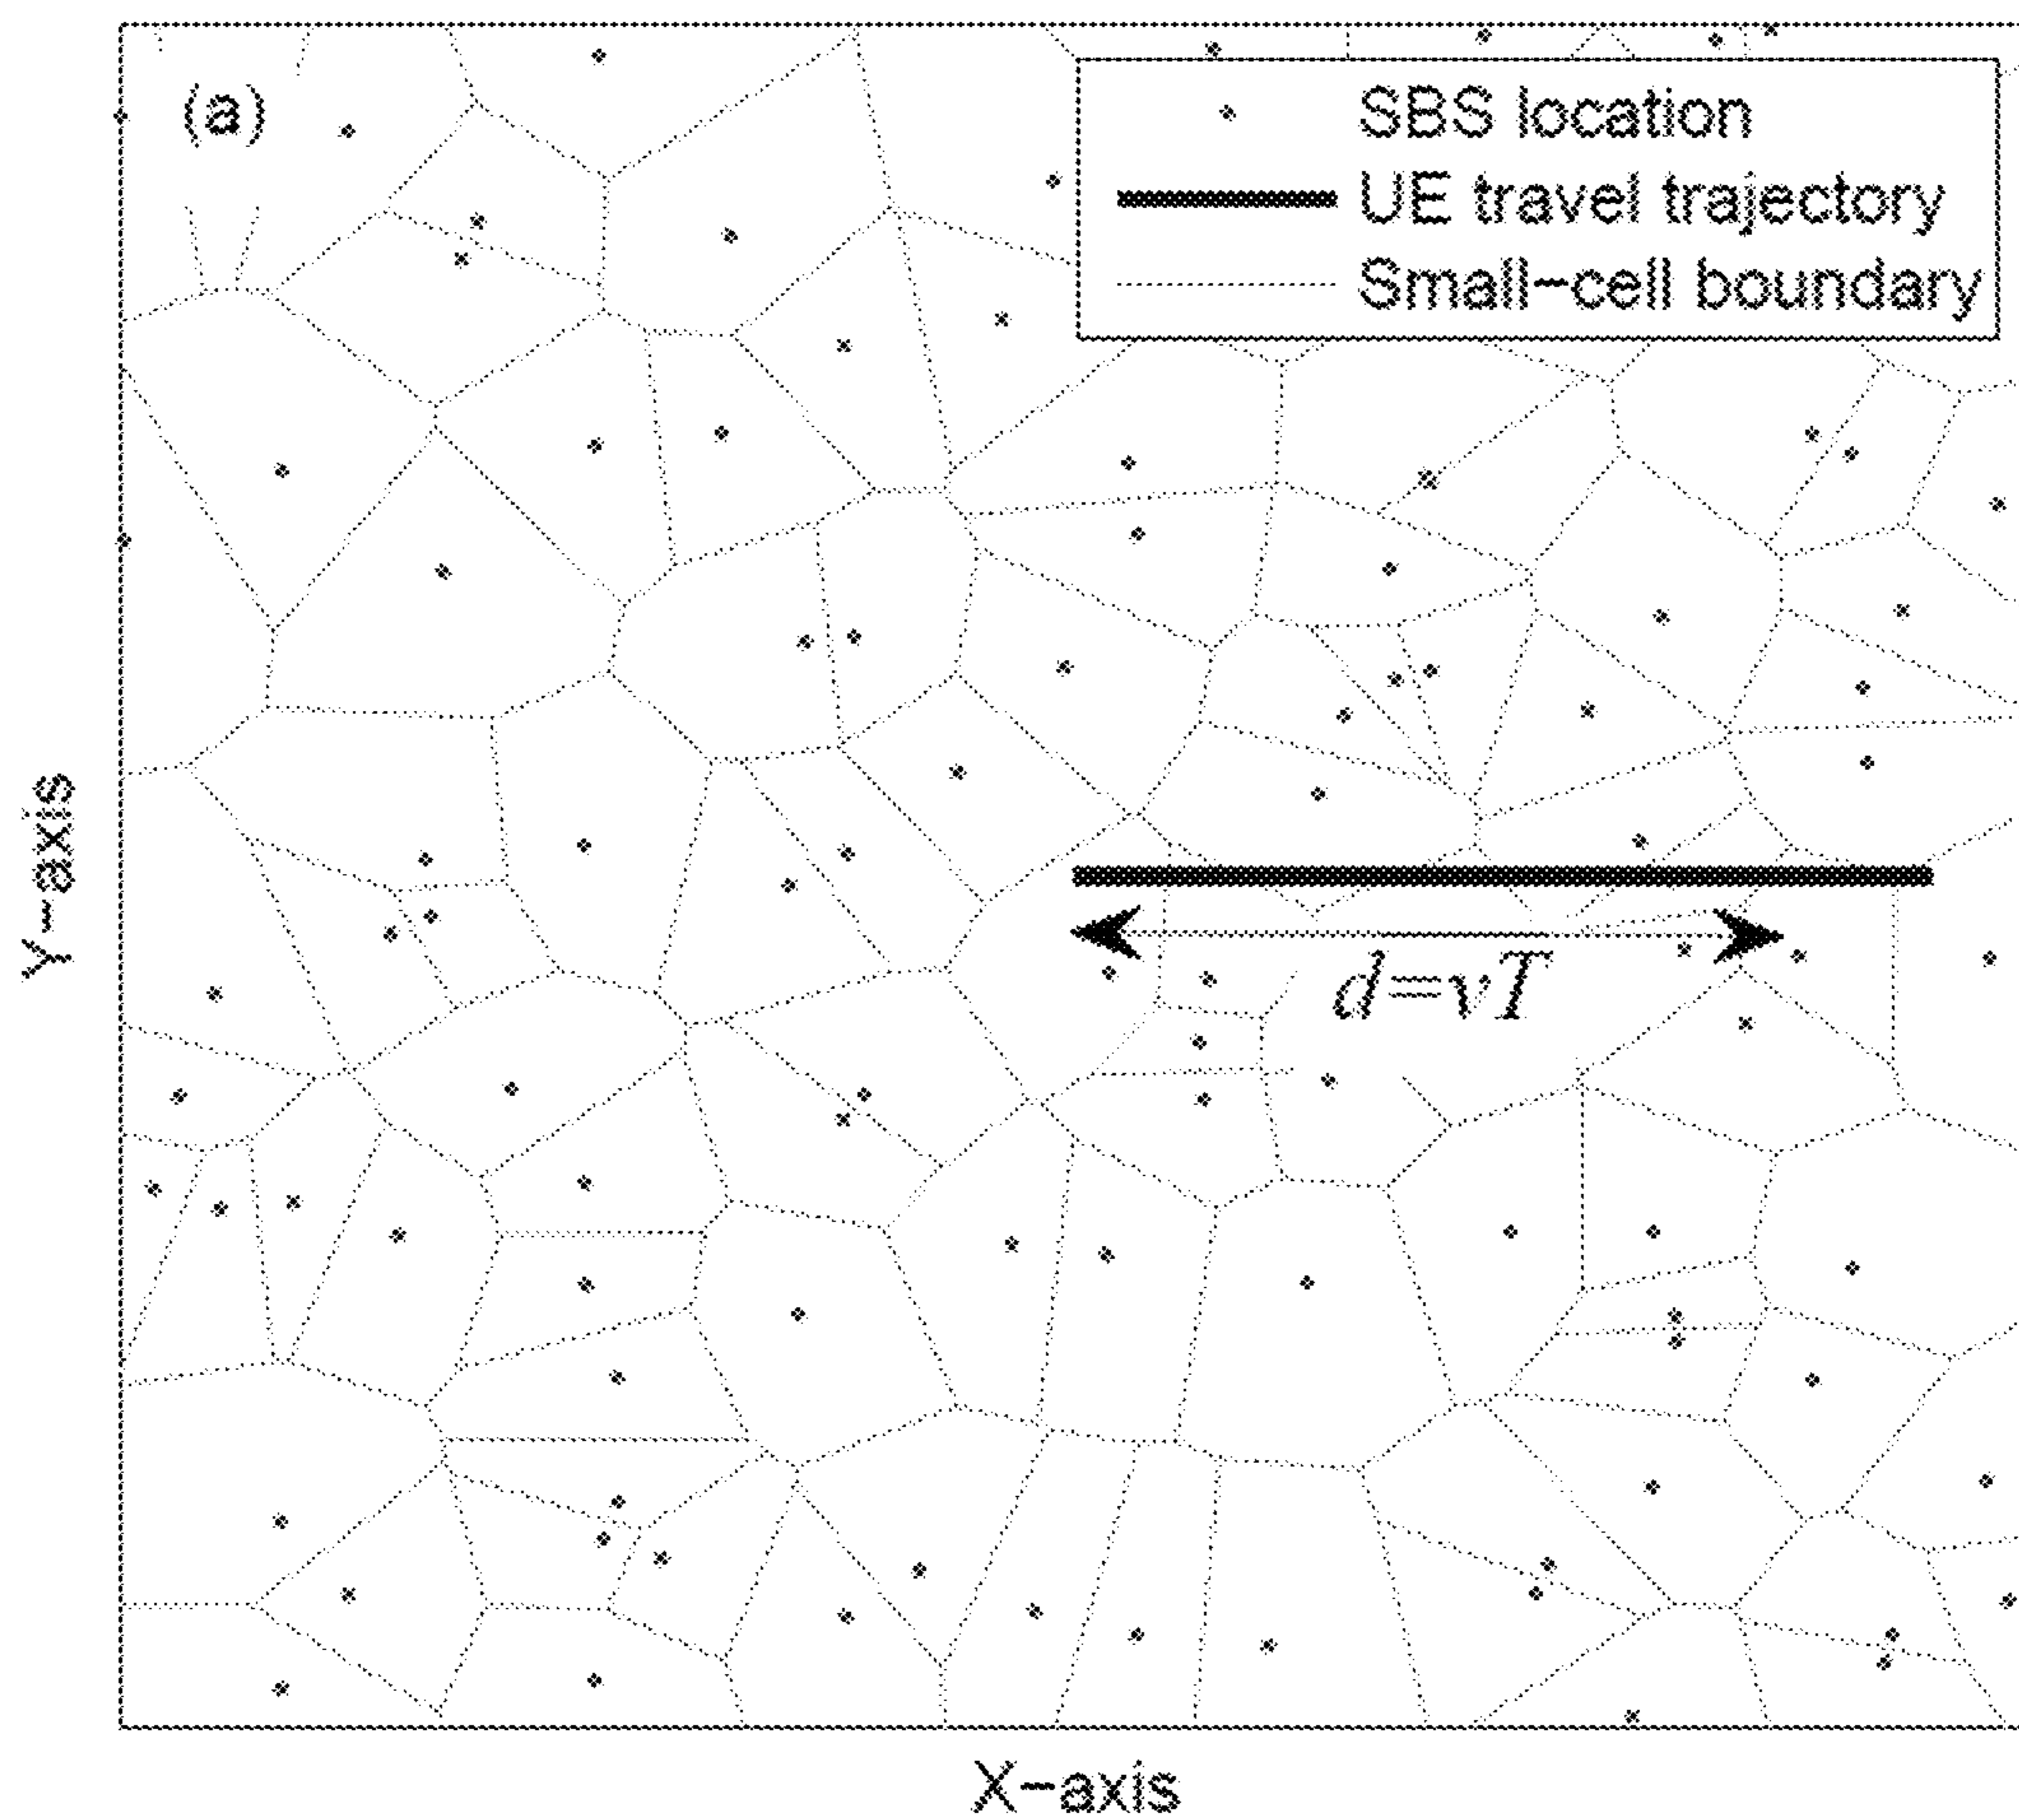 (a)
SBS location
UE travel trajectory
Small-cell boundary
Y-axis
d=vT
X-axis